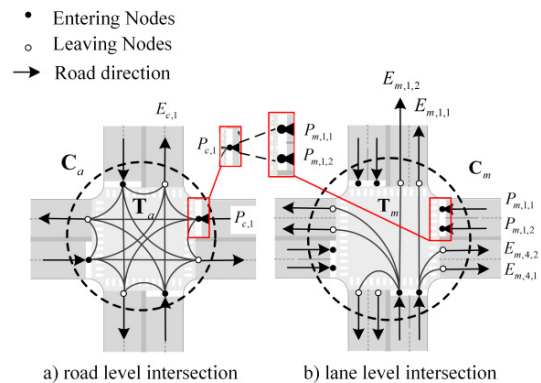 Entering Nodes
Leaving Nodes
Road direction
E_{m,1,2}
E_{c,1}
E_{m,1,1}
P_{c,1}
P_{m,1,1}
P_{m,1,2}
C_a
T_a
P_{c,1}
C_m
T_m
P_{m,1,1}
P_{m,1,2}
E_{m,4,2}
E_{m,4,1}
a) road level intersection
b) lane level intersection